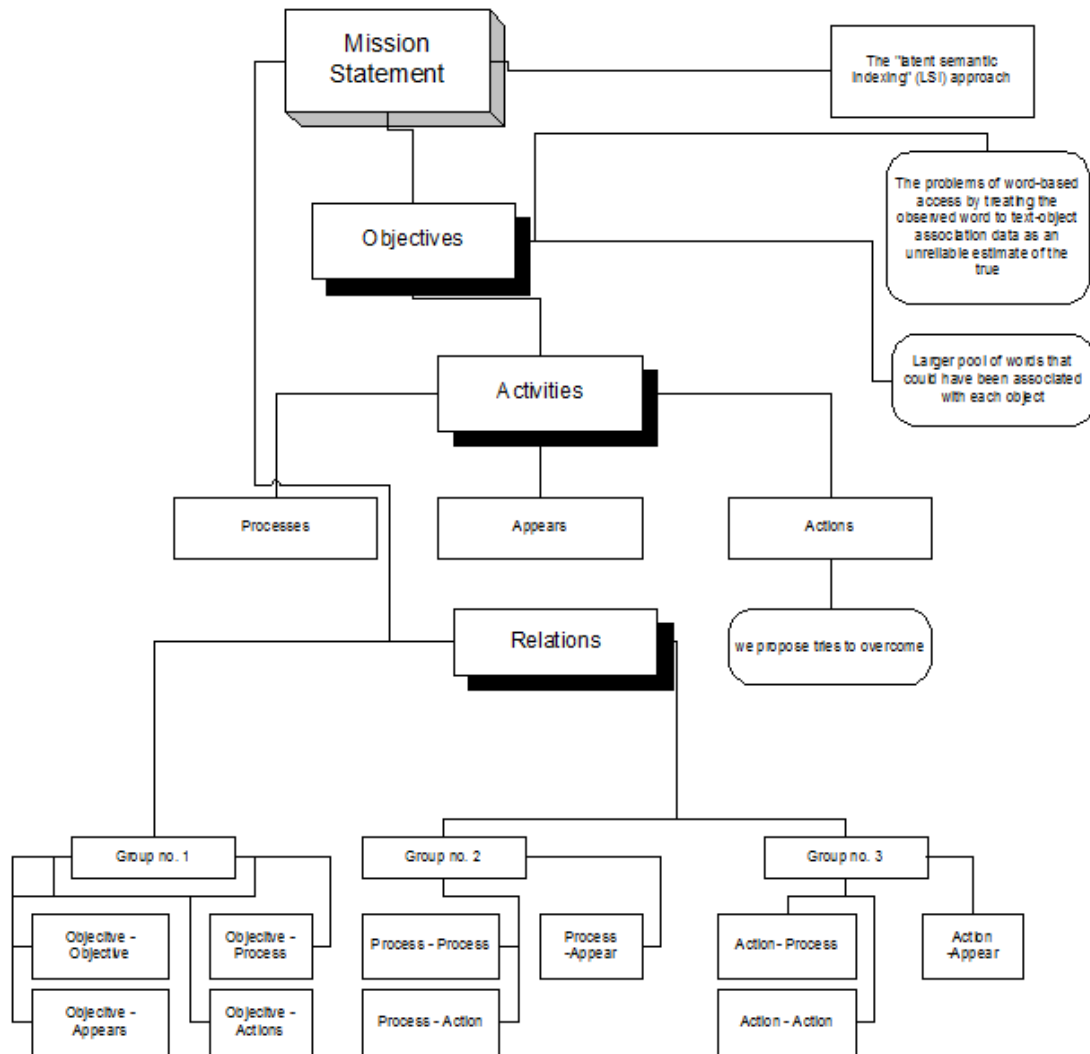 Mission
Statement
The "latent semantic
indexing" (LSI) approach
The problems of word-based
access by treating the
observed word to text-object
association data as an
unreliable estimate of the
true
Objectives
Larger pool of words that
could have been associated
with each object
Activities
Processes
Appears
Actions
Relations
we propose tries to overcome
Group no. 1
Group no. 2
Group no. 3
Objecitve -
Objective
Objecitve -
Process
Process - Process
Process
-Appear
Action- Process
Action
-Appear
Objecitve -
Appears
Objecitve -
Actions
Process - Action
Action - Action